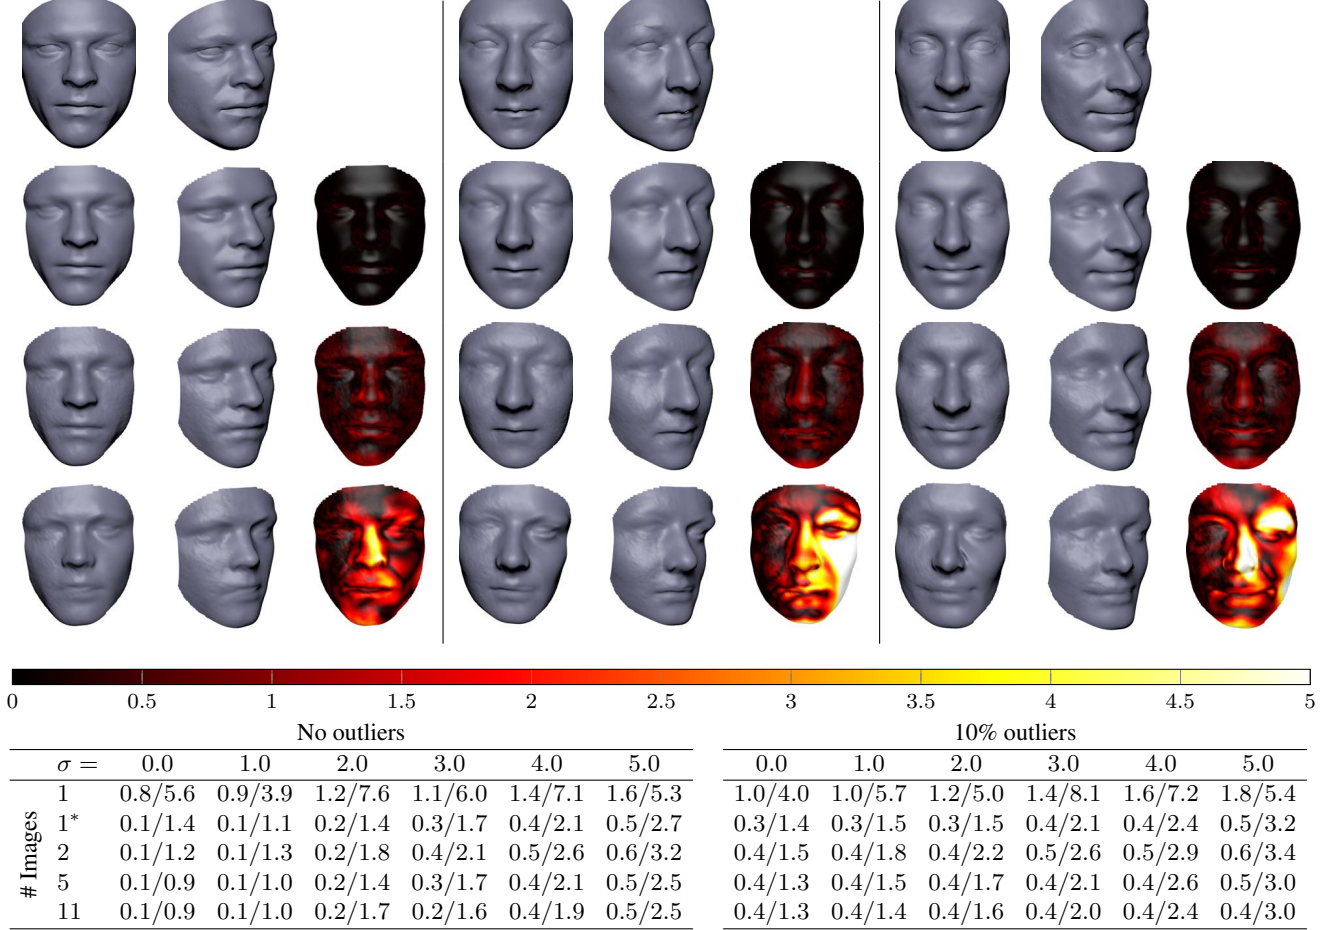 0 0.5 1 1.5 2 2.5 3 3.5 4 4.5 5
No outliers 10% outliers
σ = 0.0 1.0 2.0 3.0 4.0 5.0 0.0 1.0 2.0 3.0 4.0 5.0
# Images
1 0.8/5.6 0.9/3.9 1.2/7.6 1.1/6.0 1.4/7.1 1.6/5.3 1.0/4.0 1.0/5.7 1.2/5.0 1.4/8.1 1.6/7.2 1.8/5.4
1* 0.1/1.4 0.1/1.1 0.2/1.4 0.3/1.7 0.4/2.1 0.5/2.7 0.3/1.4 0.3/1.5 0.3/1.5 0.4/2.1 0.4/2.4 0.5/3.2
2 0.1/1.2 0.1/1.3 0.2/1.8 0.4/2.1 0.5/2.6 0.6/3.2 0.4/1.5 0.4/1.8 0.4/2.2 0.5/2.6 0.5/2.9 0.6/3.4
5 0.1/0.9 0.1/1.0 0.2/1.4 0.3/1.7 0.4/2.1 0.5/2.5 0.4/1.3 0.4/1.5 0.4/1.7 0.4/2.1 0.4/2.6 0.5/3.0
11 0.1/0.9 0.1/1.0 0.2/1.7 0.2/1.6 0.4/1.9 0.5/2.5 0.4/1.3 0.4/1.4 0.4/1.6 0.4/2.0 0.4/2.4 0.4/3.0